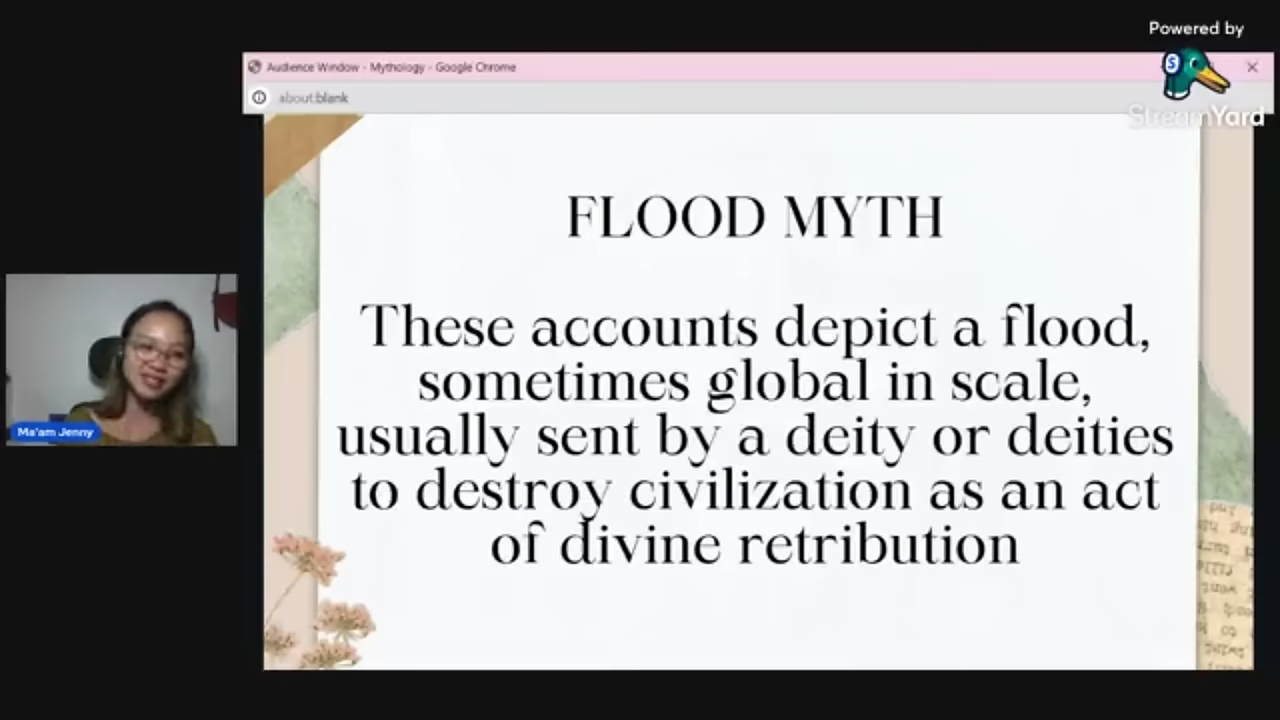 Powered by
StreamYard
Audience Window - Mythology - Google Chrome
about:blank
FLOOD MYTH
These accounts depict a flood,
sometimes global in scale,
usually sent by a deity or deities
to destroy civilization as an act
of divine retribution
Ma'am Jenny